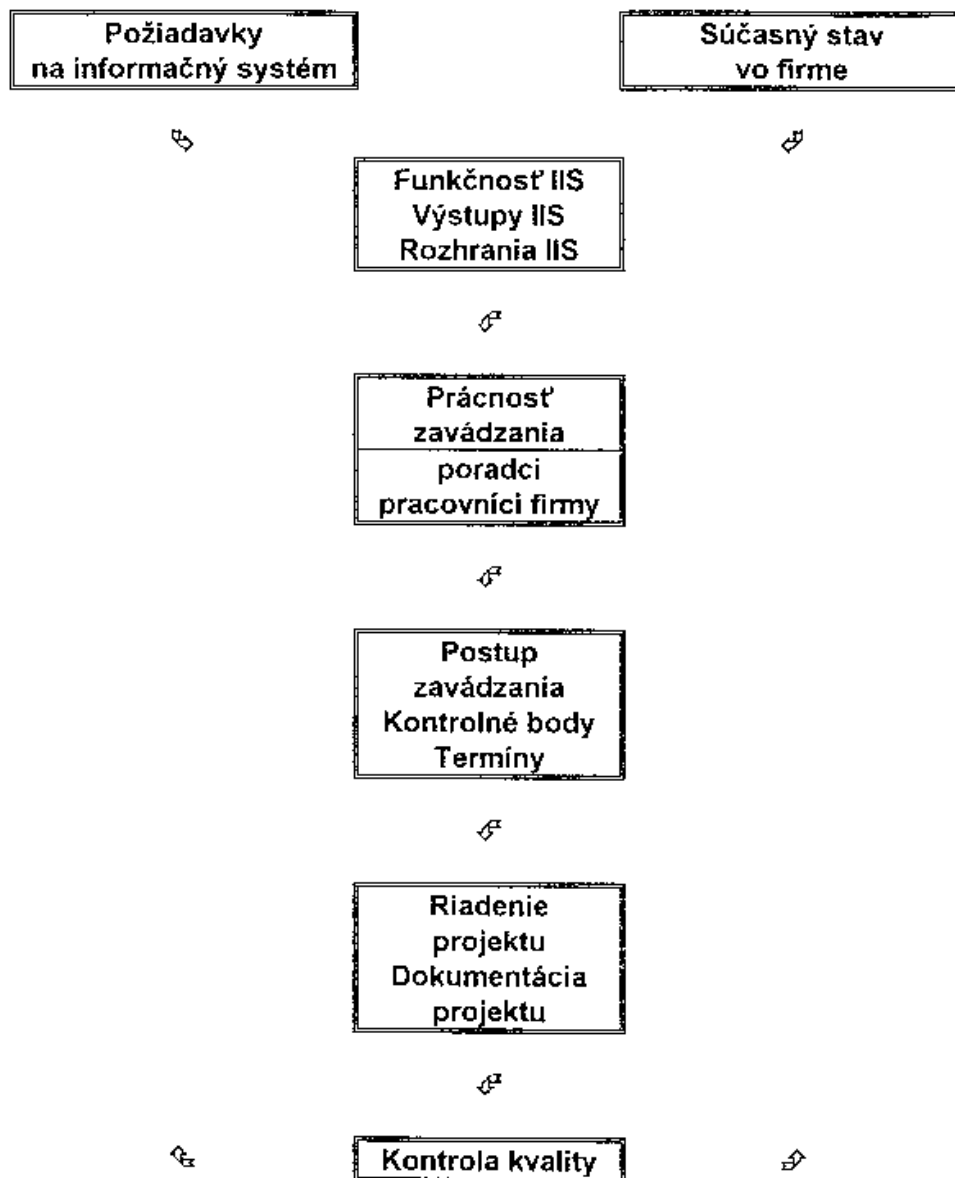 Požiadavky
na informačný systém
Súčasný stav
vo firme
Funkčnosť IIS
Výstupy IIS
Rozhrania IIS
Prácnosť
zavádzania
poradci
pracovníci firmy
Postup
zavádzania
Kontrolné body
Termíny
Riadenie
projektu
Dokumentácia
projektu
Kontrola kvality